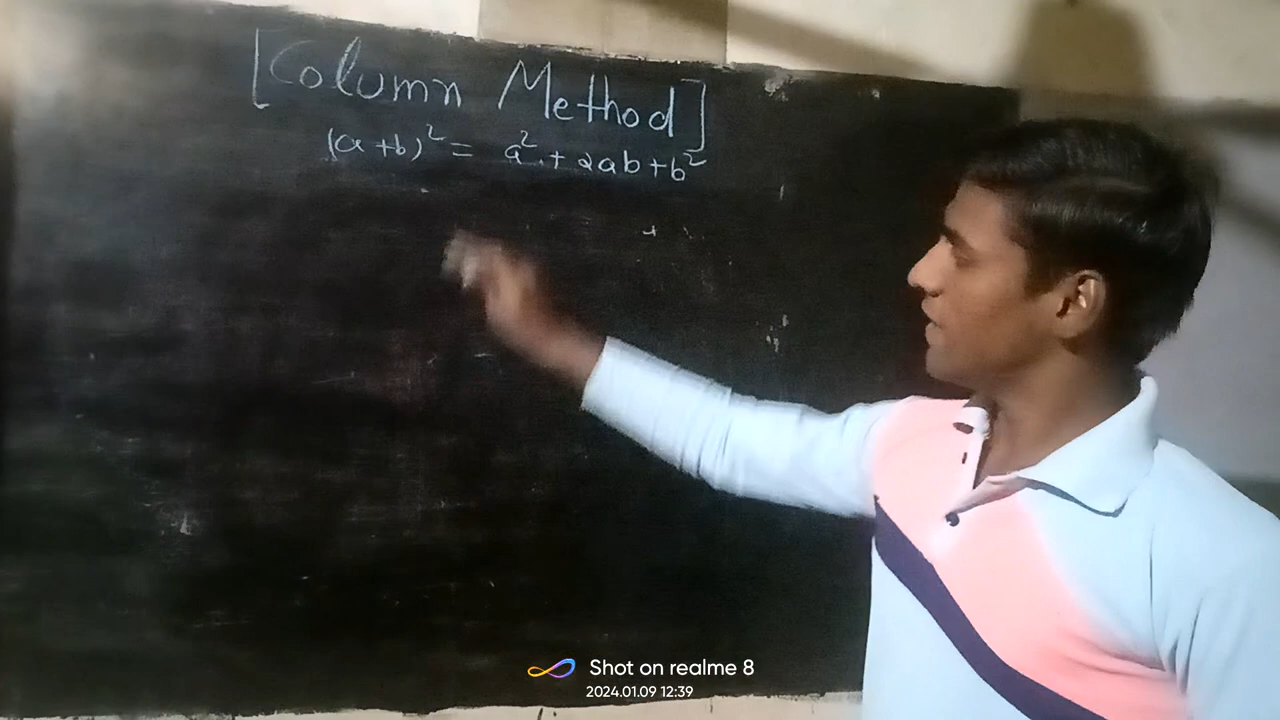 [Column Method]
(a+b)² = a² + 2ab + b²
Shot on realme 8
2024.01.09 12:39